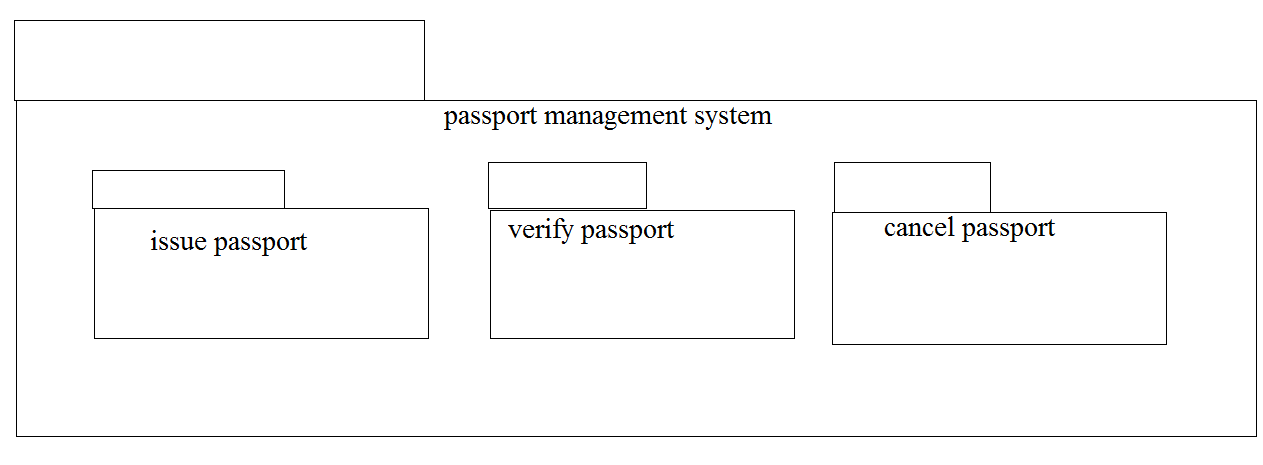 passport management system
issue passport
verify passport
cancel passport